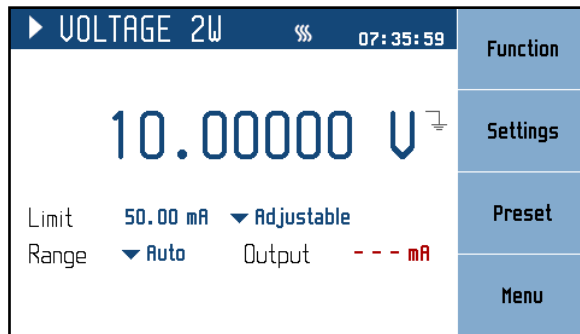 VOLTAGE 2W 07:35:59
Function
10.00000 V
Settings
Limit 50.00 mA Adjustable
Preset
Range Auto Output - - - mA
Menu